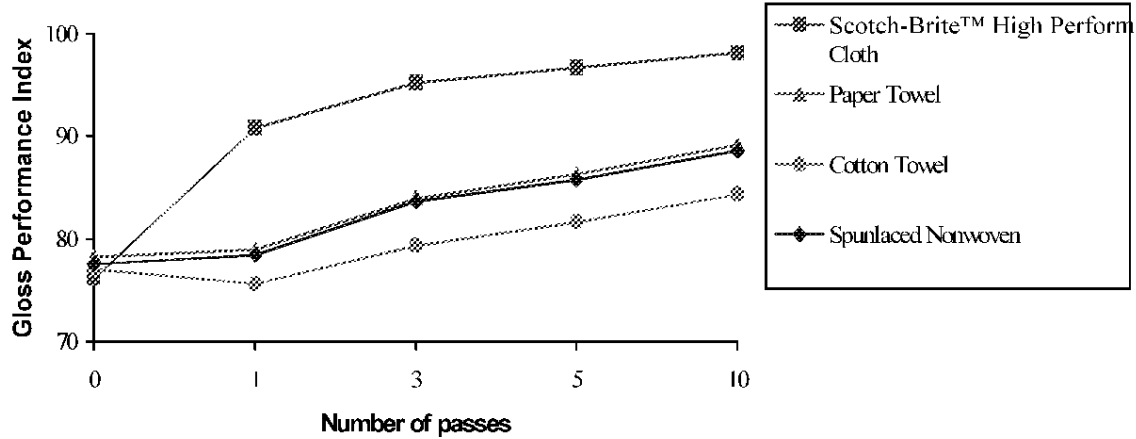 100
90
80
70
Gloss Performance Index
0 1 3 5 10
Number of passes
Scotch-Brite™ High Perform
Cloth
Paper Towel
Cotton Towel
Spunlaced Nonwoven